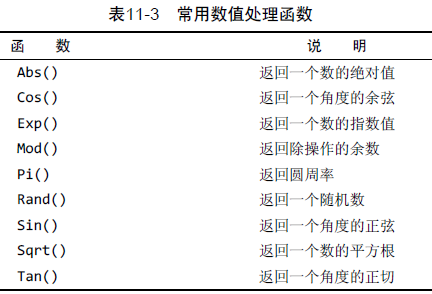 表11-3 常用数值处理函数
函 数 说 明
Abs() 返回一个数的绝对值
Cos() 返回一个角度的余弦
Exp() 返回一个数的指数值
Mod() 返回除操作的余数
Pi() 返回圆周率
Rand() 返回一个随机数
Sin() 返回一个角度的正弦
Sqrt() 返回一个数的平方根
Tan() 返回一个角度的正切